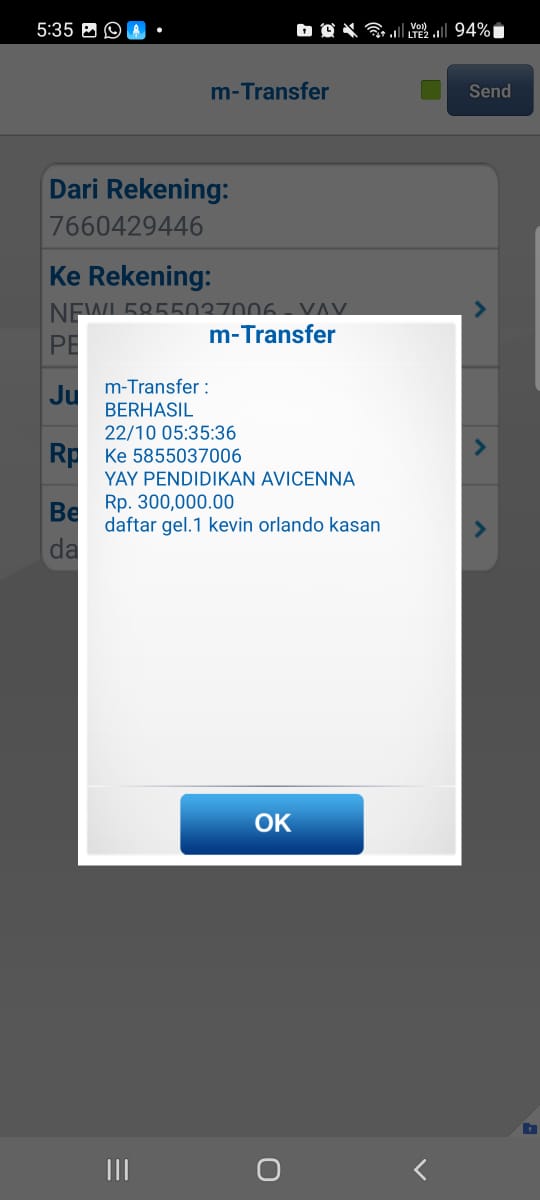 5:35
VoLTE2 94%
m-Transfer
Send
Dari Rekening:
7660429446
Ke Rekening:
NEWL5855037006 - YAY
PE
Ju
Rp
Be
da
m-Transfer
m-Transfer :
BERHASIL
22/10 05:35:36
Ke 5855037006
YAY PENDIDIKAN AVICENNA
Rp. 300,000.00
daftar gel.1 kevin orlando kasan
OK